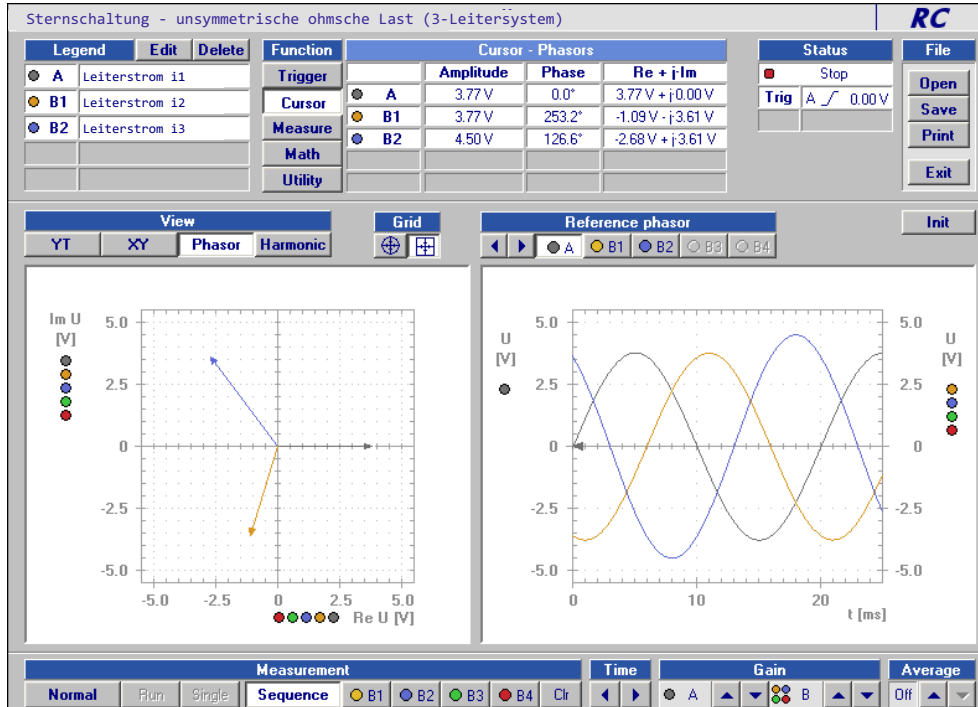 Sternschaltung - unsymmetrische ohmsche Last (3-Leitersystem) RC
Legend Edit Delete Function Cursor - Phasors Status File
A Leiterstrom i1 Trigger Amplitude Phase Re + j·Im Stop Open
B1 Leiterstrom i2 Cursor A 3.77 V 0.0° 3.77 V + j·0.00 V Trig A 0.00 V Save
B2 Leiterstrom i3 Measure B1 3.77 V 253.2° -1.09 V - j·3.61 V Print
Math B2 4.50 V 126.6° -2.68 V + j·3.61 V
Utility Exit
View Grid Reference phasor Init
YT XY Phasor Harmonic A B1 B2 B3 B4
Im U [V] 5.0 2.5 0 -2.5 -5.0
-5.0 -2.5 0 2.5 5.0
Re U [V]
U [V] 5.0 2.5 0 -2.5 -5.0
5.0 2.5 0 -2.5 -5.0 U [V]
0 10 20
t [ms]
Measurement Time Gain Average
Normal Run Single Sequence B1 B2 B3 B4 Clr A B Off